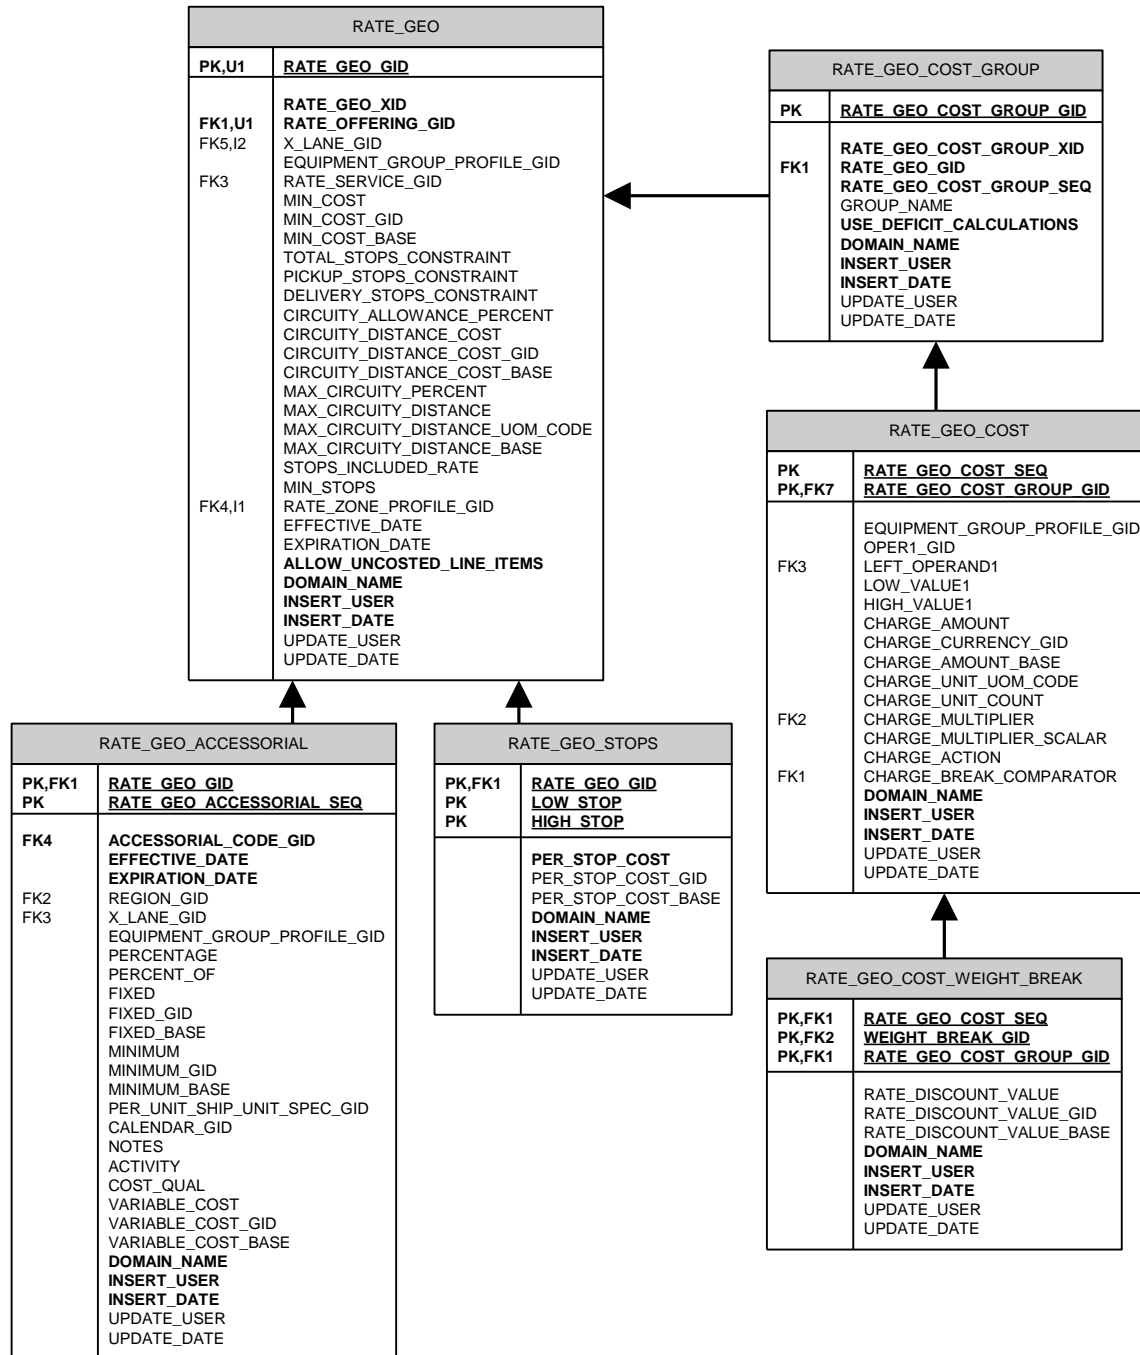 RATE_GEO
PK,U1 RATE_GEO_GID
RATE_GEO_XID
FK1,U1 RATE_OFFERING_GID
FK5,I2 X_LANE_GID
EQUIPMENT_GROUP_PROFILE_GID
FK3 RATE_SERVICE_GID
MIN_COST
MIN_COST_GID
MIN_COST_BASE
TOTAL_STOPS_CONSTRAINT
PICKUP_STOPS_CONSTRAINT
DELIVERY_STOPS_CONSTRAINT
CIRCUITY_ALLOWANCE_PERCENT
CIRCUITY_DISTANCE_COST
CIRCUITY_DISTANCE_COST_GID
CIRCUITY_DISTANCE_COST_BASE
MAX_CIRCUITY_PERCENT
MAX_CIRCUITY_DISTANCE
MAX_CIRCUITY_DISTANCE_UOM_CODE
MAX_CIRCUITY_DISTANCE_BASE
STOPS_INCLUDED_RATE
MIN_STOPS
FK4,I1 RATE_ZONE_PROFILE_GID
EFFECTIVE_DATE
EXPIRATION_DATE
ALLOW_UNCOSTED_LINE_ITEMS
DOMAIN_NAME
INSERT_USER
INSERT_DATE
UPDATE_USER
UPDATE_DATE
RATE_GEO_COST_GROUP
PK RATE_GEO_COST_GROUP_GID
RATE_GEO_COST_GROUP_XID
FK1 RATE_GEO_GID
RATE_GEO_COST_GROUP_SEQ
GROUP_NAME
USE_DEFICIT_CALCULATIONS
DOMAIN_NAME
INSERT_USER
INSERT_DATE
UPDATE_USER
UPDATE_DATE
RATE_GEO_COST
PK RATE_GEO_COST_SEQ
PK,FK7 RATE_GEO_COST_GROUP_GID
EQUIPMENT_GROUP_PROFILE_GID
OPER1_GID
FK3 LEFT_OPERAND1
LOW_VALUE1
HIGH_VALUE1
CHARGE_AMOUNT
CHARGE_CURRENCY_GID
CHARGE_AMOUNT_BASE
CHARGE_UNIT_UOM_CODE
CHARGE_UNIT_COUNT
FK2 CHARGE_MULTIPLIER
CHARGE_MULTIPLIER_SCALAR
CHARGE_ACTION
FK1 CHARGE_BREAK_COMPARATOR
DOMAIN_NAME
INSERT_USER
INSERT_DATE
UPDATE_USER
UPDATE_DATE
RATE_GEO_ACCESSORIAL
PK,FK1 RATE_GEO_GID
PK RATE_GEO_ACCESSORIAL_SEQ
FK4 ACCESSORIAL_CODE_GID
EFFECTIVE_DATE
EXPIRATION_DATE
FK2 REGION_GID
FK3 X_LANE_GID
EQUIPMENT_GROUP_PROFILE_GID
PERCENTAGE
PERCENT_OF
FIXED
FIXED_GID
FIXED_BASE
MINIMUM
MINIMUM_GID
MINIMUM_BASE
PER_UNIT_SHIP_UNIT_SPEC_GID
CALENDAR_GID
NOTES
ACTIVITY
COST_QUAL
VARIABLE_COST
VARIABLE_COST_GID
VARIABLE_COST_BASE
DOMAIN_NAME
INSERT_USER
INSERT_DATE
UPDATE_USER
UPDATE_DATE
RATE_GEO_STOPS
PK,FK1 RATE_GEO_GID
PK LOW_STOP
PK HIGH_STOP
PER_STOP_COST
PER_STOP_COST_GID
PER_STOP_COST_BASE
DOMAIN_NAME
INSERT_USER
INSERT_DATE
UPDATE_USER
UPDATE_DATE
RATE_GEO_COST_WEIGHT_BREAK
PK,FK1 RATE_GEO_COST_SEQ
PK,FK2 WEIGHT_BREAK_GID
PK,FK1 RATE_GEO_COST_GROUP_GID
RATE_DISCOUNT_VALUE
RATE_DISCOUNT_VALUE_GID
RATE_DISCOUNT_VALUE_BASE
DOMAIN_NAME
INSERT_USER
INSERT_DATE
UPDATE_USER
UPDATE_DATE